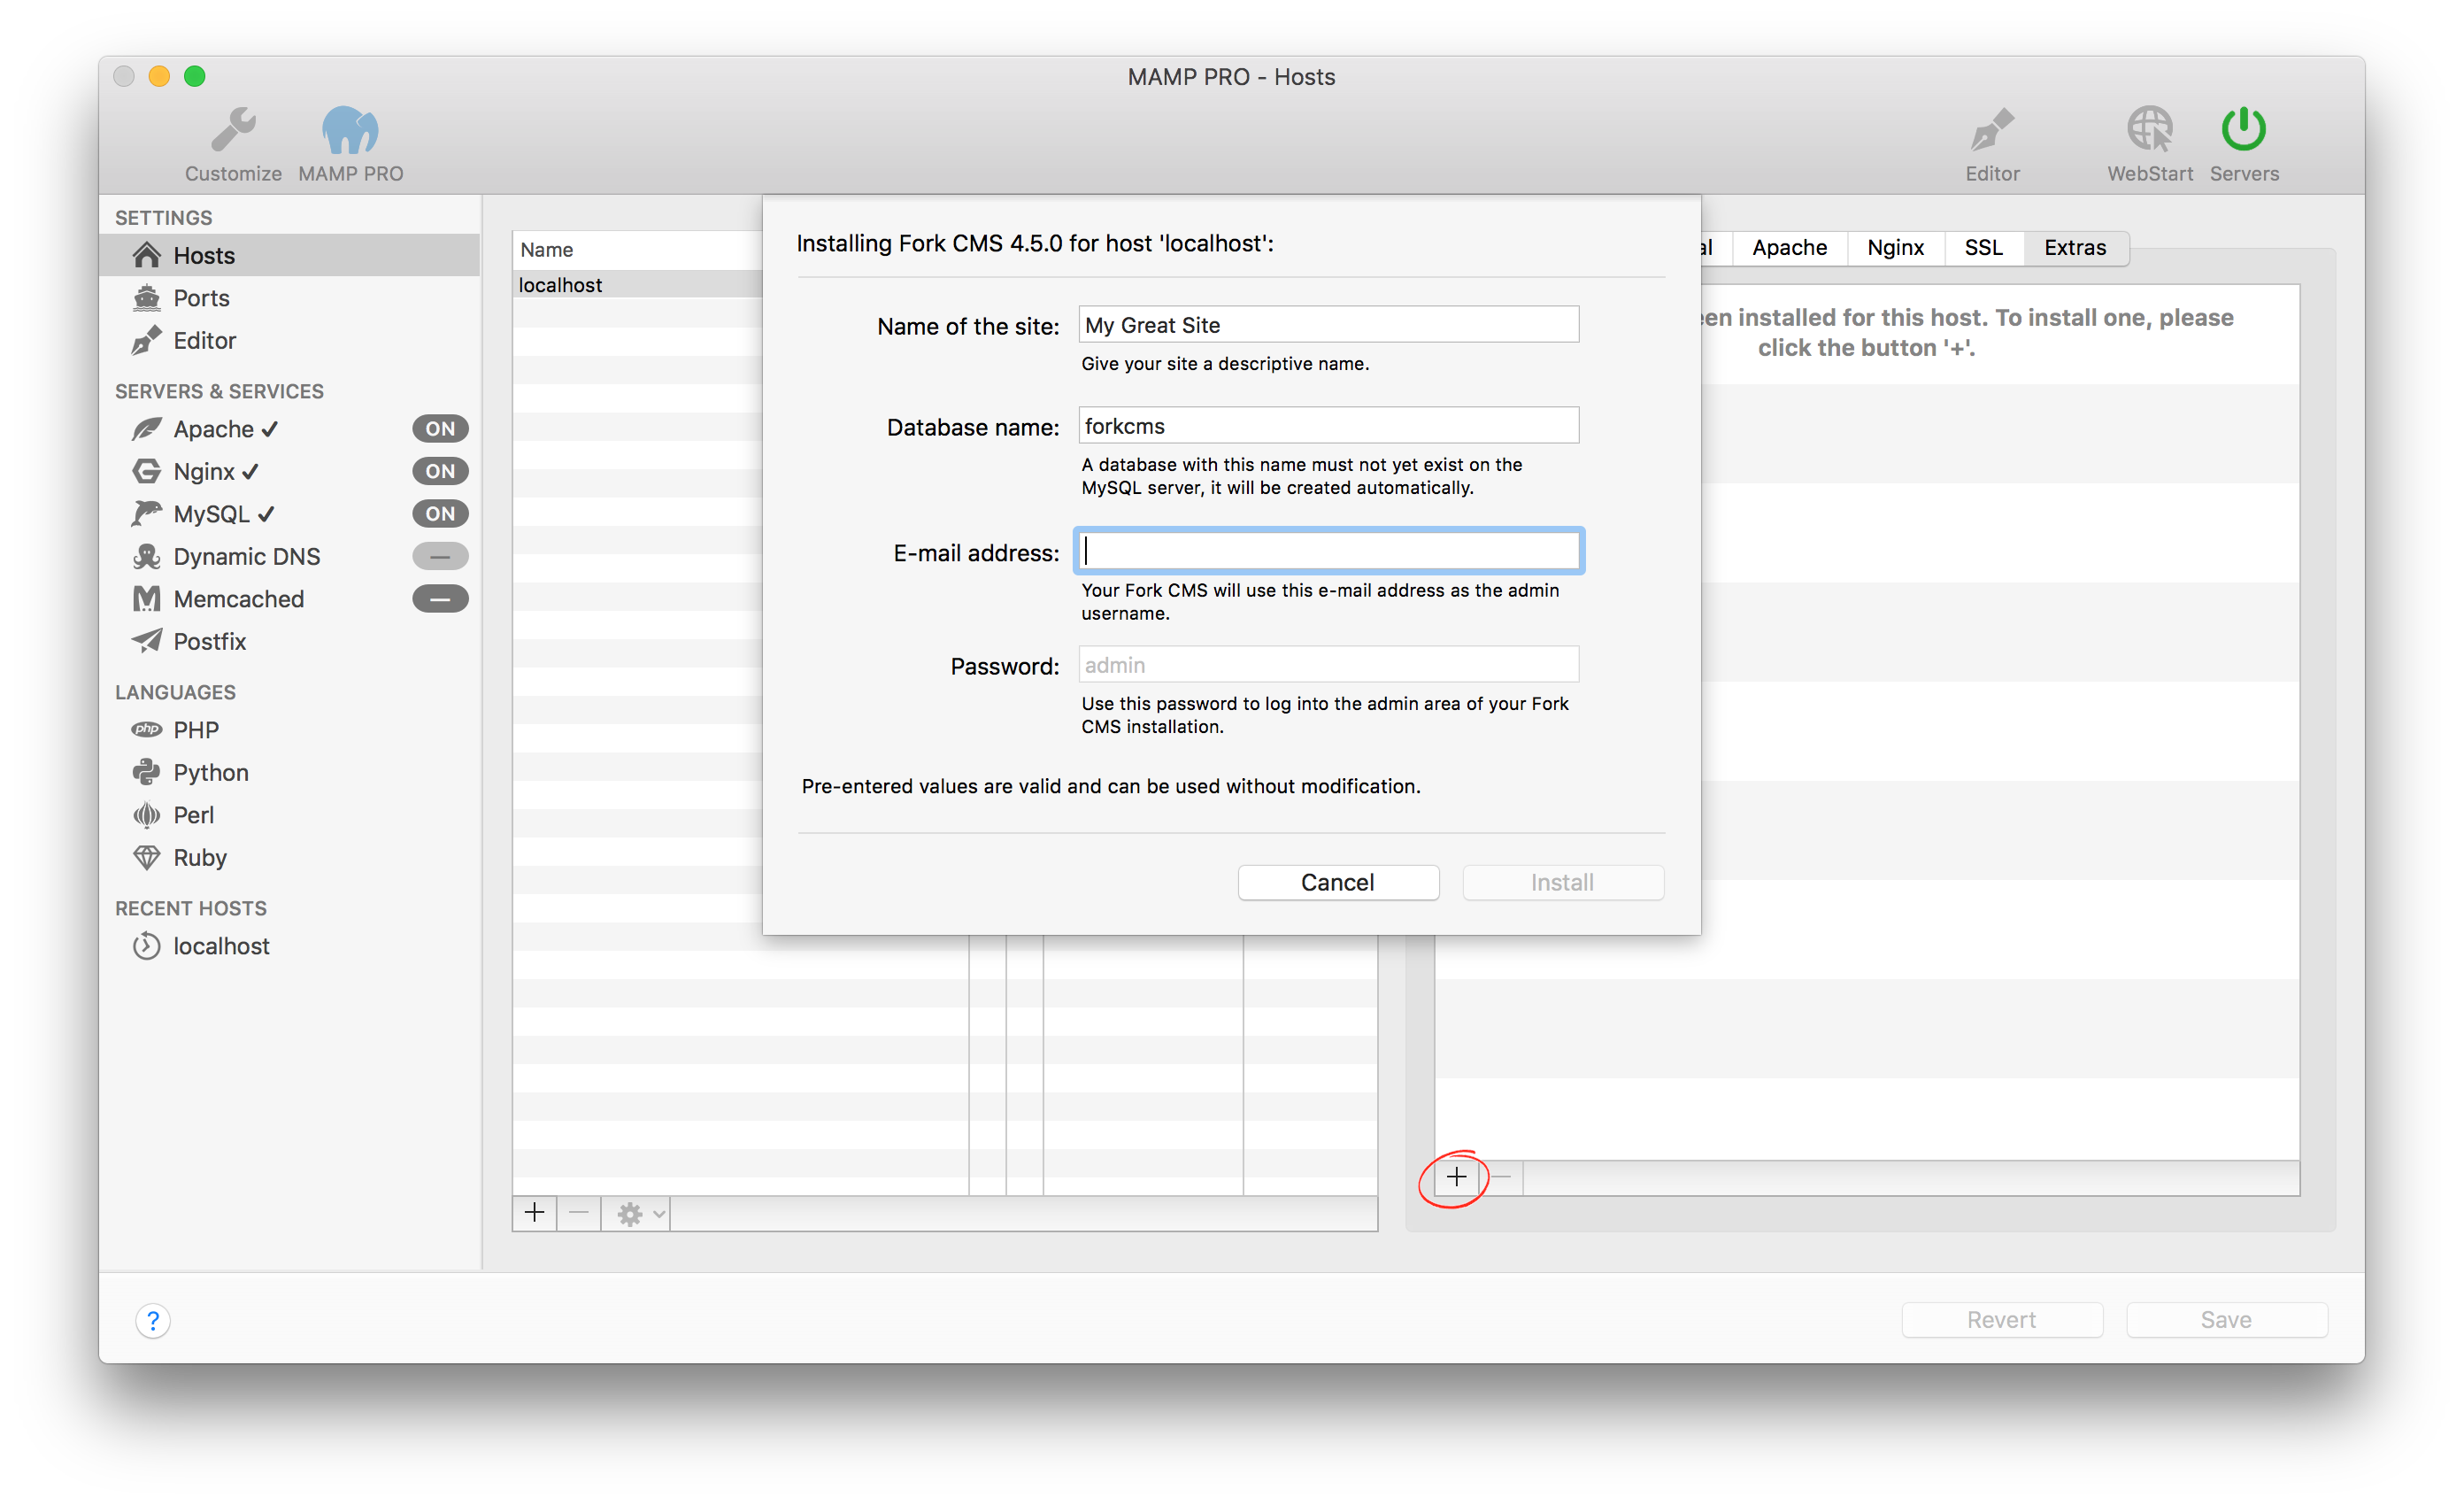 MAMP PRO - Hosts
Customize
MAMP PRO
Editor
WebStart
Servers
SETTINGS
Hosts
Ports
Editor
SERVERS & SERVICES
Apache ✓ ON
Nginx ✓ ON
MySQL ✓ ON
Dynamic DNS —
Memcached —
Postfix
LANGUAGES
php PHP
Python
Perl
Ruby
RECENT HOSTS
localhost
Name
localhost
Installing Fork CMS 4.5.0 for host 'localhost':
Name of the site: My Great Site
Give your site a descriptive name.
Database name: forkcms
A database with this name must not yet exist on the
MySQL server, it will be created automatically.
E-mail address:
Your Fork CMS will use this e-mail address as the admin
username.
Password: admin
Use this password to log into the admin area of your Fork
CMS installation.
Pre-entered values are valid and can be used without modification.
Cancel
Install
Apache
Nginx
SSL
Extras
installed for this host. To install one, please
click the button '+'.
?
Revert
Save